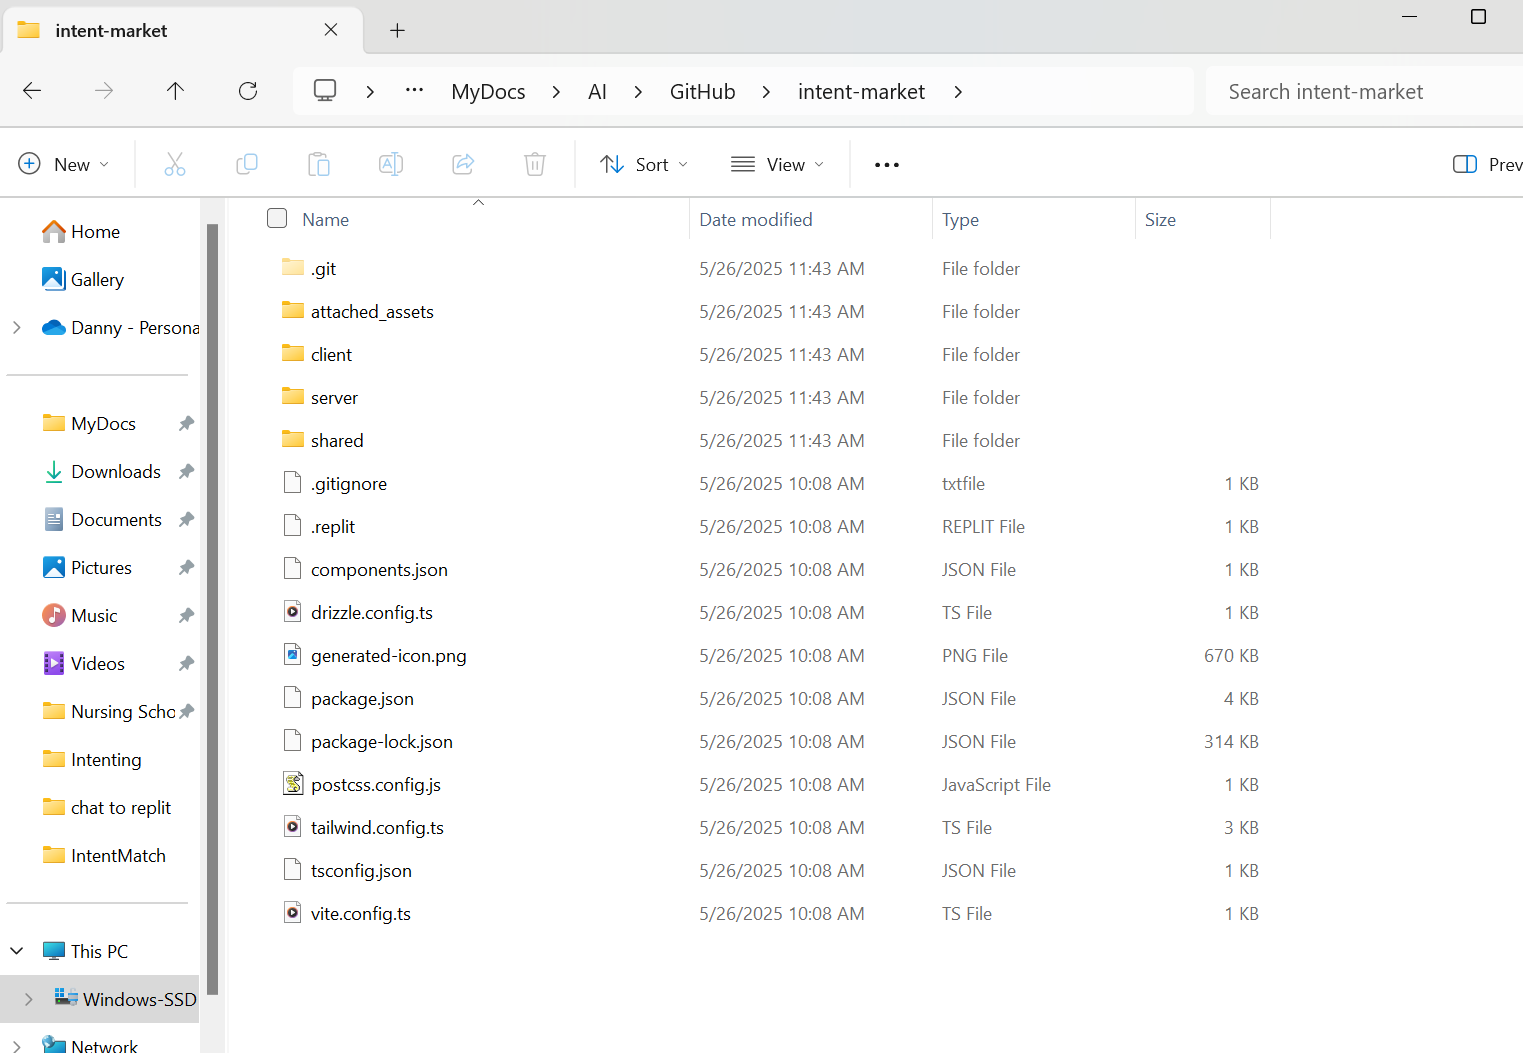 intent-market
MyDocs > AI > GitHub > intent-market >
Search intent-market
New
Sort
View
Prev
Home
Gallery
Danny - Persona
MyDocs
Downloads
Documents
Pictures
Music
Videos
Nursing Scho
Intenting
chat to replit
IntentMatch
This PC
Windows-SSD
Network
Name Date modified Type Size
.git 5/26/2025 11:43 AM File folder
attached_assets 5/26/2025 11:43 AM File folder
client 5/26/2025 11:43 AM File folder
server 5/26/2025 11:43 AM File folder
shared 5/26/2025 11:43 AM File folder
.gitignore 5/26/2025 10:08 AM txtfile 1 KB
.replit 5/26/2025 10:08 AM REPLIT File 1 KB
components.json 5/26/2025 10:08 AM JSON File 1 KB
drizzle.config.ts 5/26/2025 10:08 AM TS File 1 KB
generated-icon.png 5/26/2025 10:08 AM PNG File 670 KB
package.json 5/26/2025 10:08 AM JSON File 4 KB
package-lock.json 5/26/2025 10:08 AM JSON File 314 KB
postcss.config.js 5/26/2025 10:08 AM JavaScript File 1 KB
tailwind.config.ts 5/26/2025 10:08 AM TS File 3 KB
tsconfig.json 5/26/2025 10:08 AM JSON File 1 KB
vite.config.ts 5/26/2025 10:08 AM TS File 1 KB